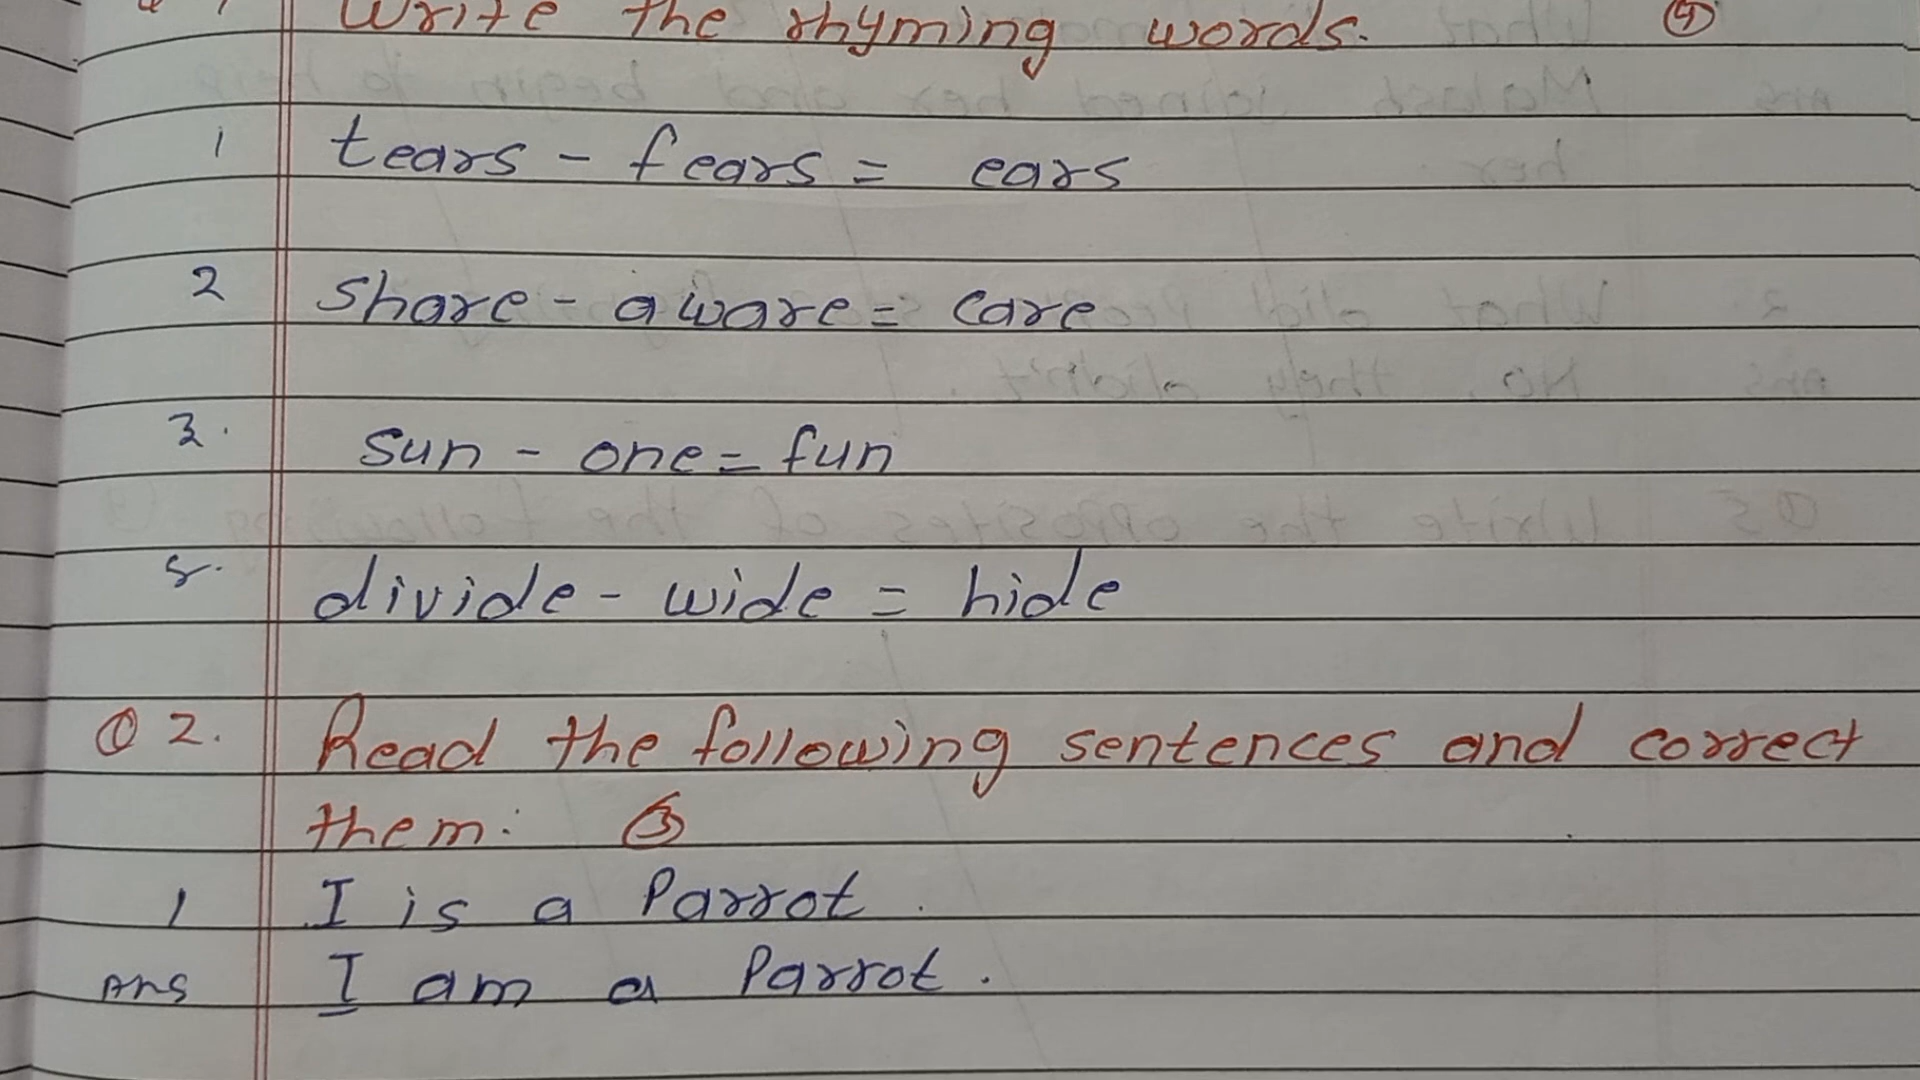 Write the rhyming words. 4
1 tears - fears = ears
2 share - aware = care
3. sun - one = fun
5. divide - wide = hide
Q 2. Read the following sentences and correct
them: 3
1 I is a Parrot.
Ans I am a Parrot.